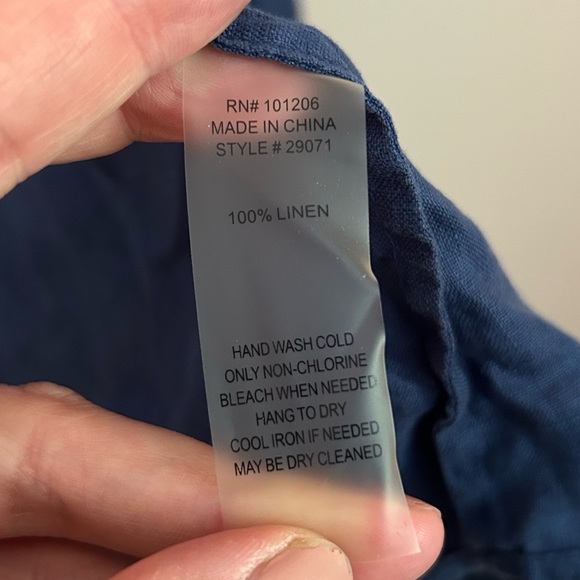 RN# 101206
MADE IN CHINA
STYLE # 29071
100% LINEN
HAND WASH COLD
ONLY NON-CHLORINE
BLEACH WHEN NEEDED
HANG TO DRY
COOL IRON IF NEEDED
MAY BE DRY CLEANED